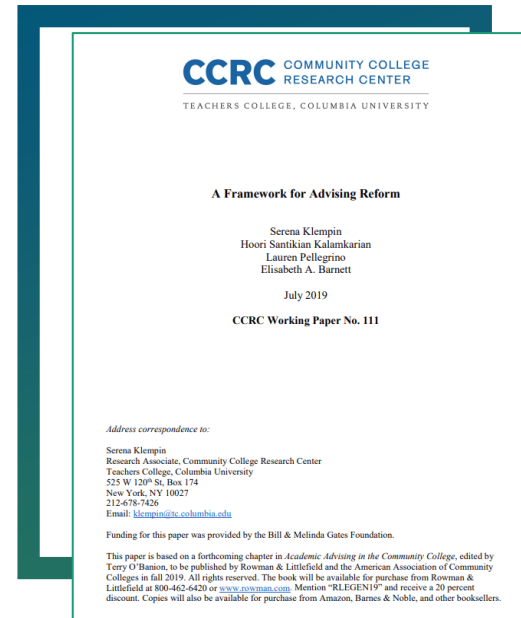 CCRC COMMUNITY COLLEGE
RESEARCH CENTER
TEACHERS COLLEGE, COLUMBIA UNIVERSITY
A Framework for Advising Reform
Serena Klempin
Hoori Santikian Kalamkarian
Lauren Pellegrino
Elisabeth A. Barnett
July 2019
CCRC Working Paper No. 111
Address correspondence to:
Serena Klempin
Research Associate, Community College Research Center
Teachers College, Columbia University
525 W 120th St, Box 174
New York, NY 10027
212-678-7426
Email: klempin@tc.columbia.edu
Funding for this paper was provided by the Bill & Melinda Gates Foundation.
This paper is based on a forthcoming chapter in Academic Advising in the Community College, edited by
Terry O'Banion, to be published by Rowman & Littlefield and the American Association of Community
Colleges in fall 2019. All rights reserved. The book will be available for purchase from Rowman &
Littlefield at 800-462-6420 or www.rowman.com. Mention “RLEGEN19” and receive a 20 percent
discount. Copies will also be available for purchase from Amazon, Barnes & Noble, and other booksellers.